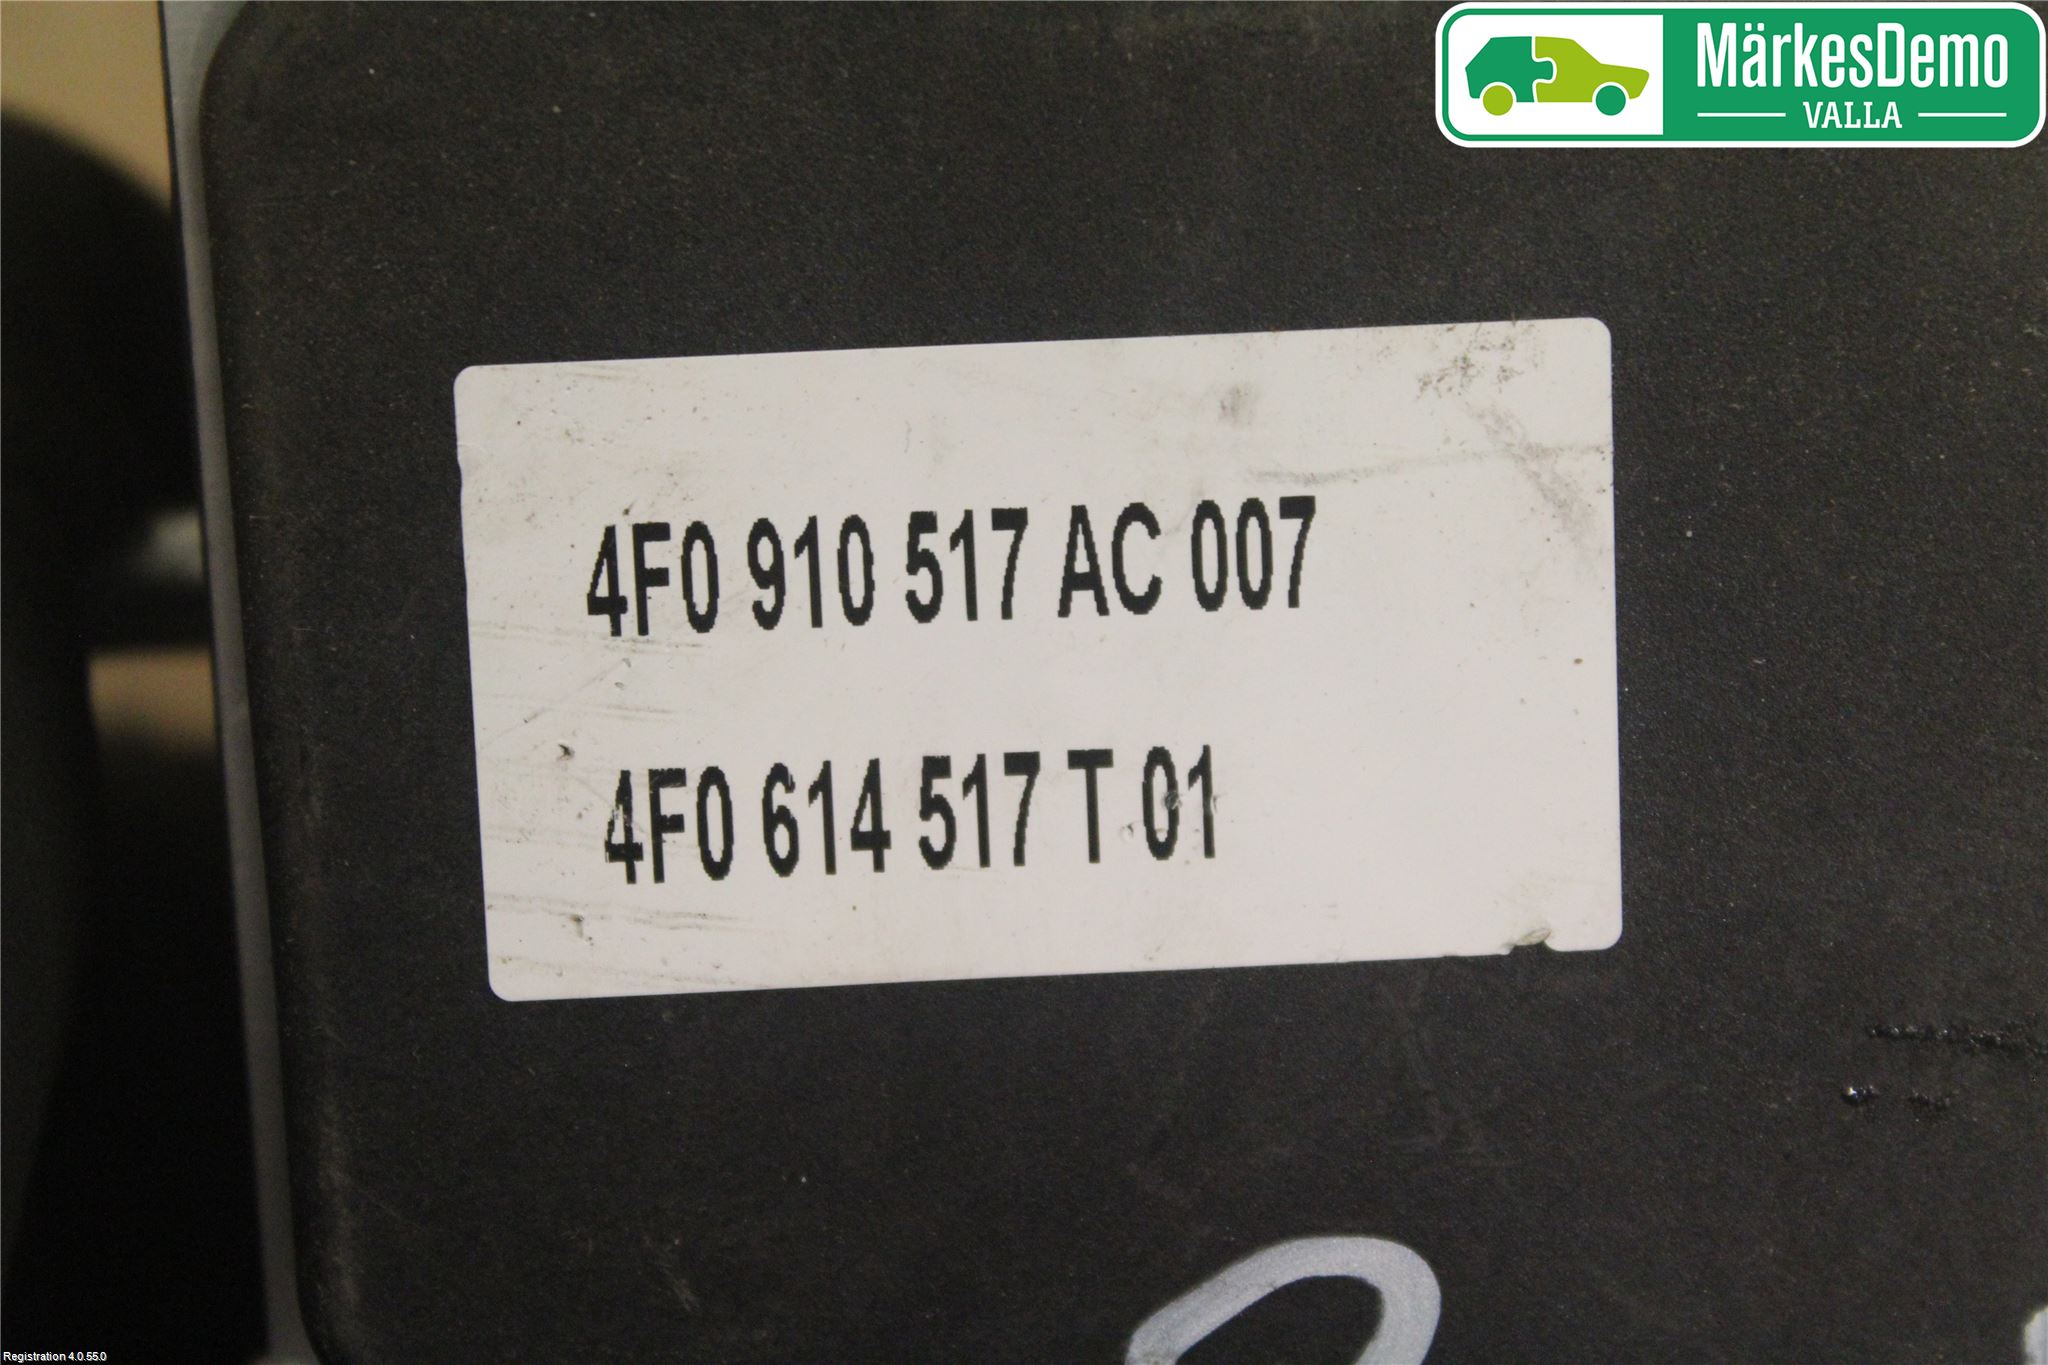 MärkesDemo
VALLA
4F0 910 517 AC 007
4F0 614 517 T 01
Registration 4.0.55.0